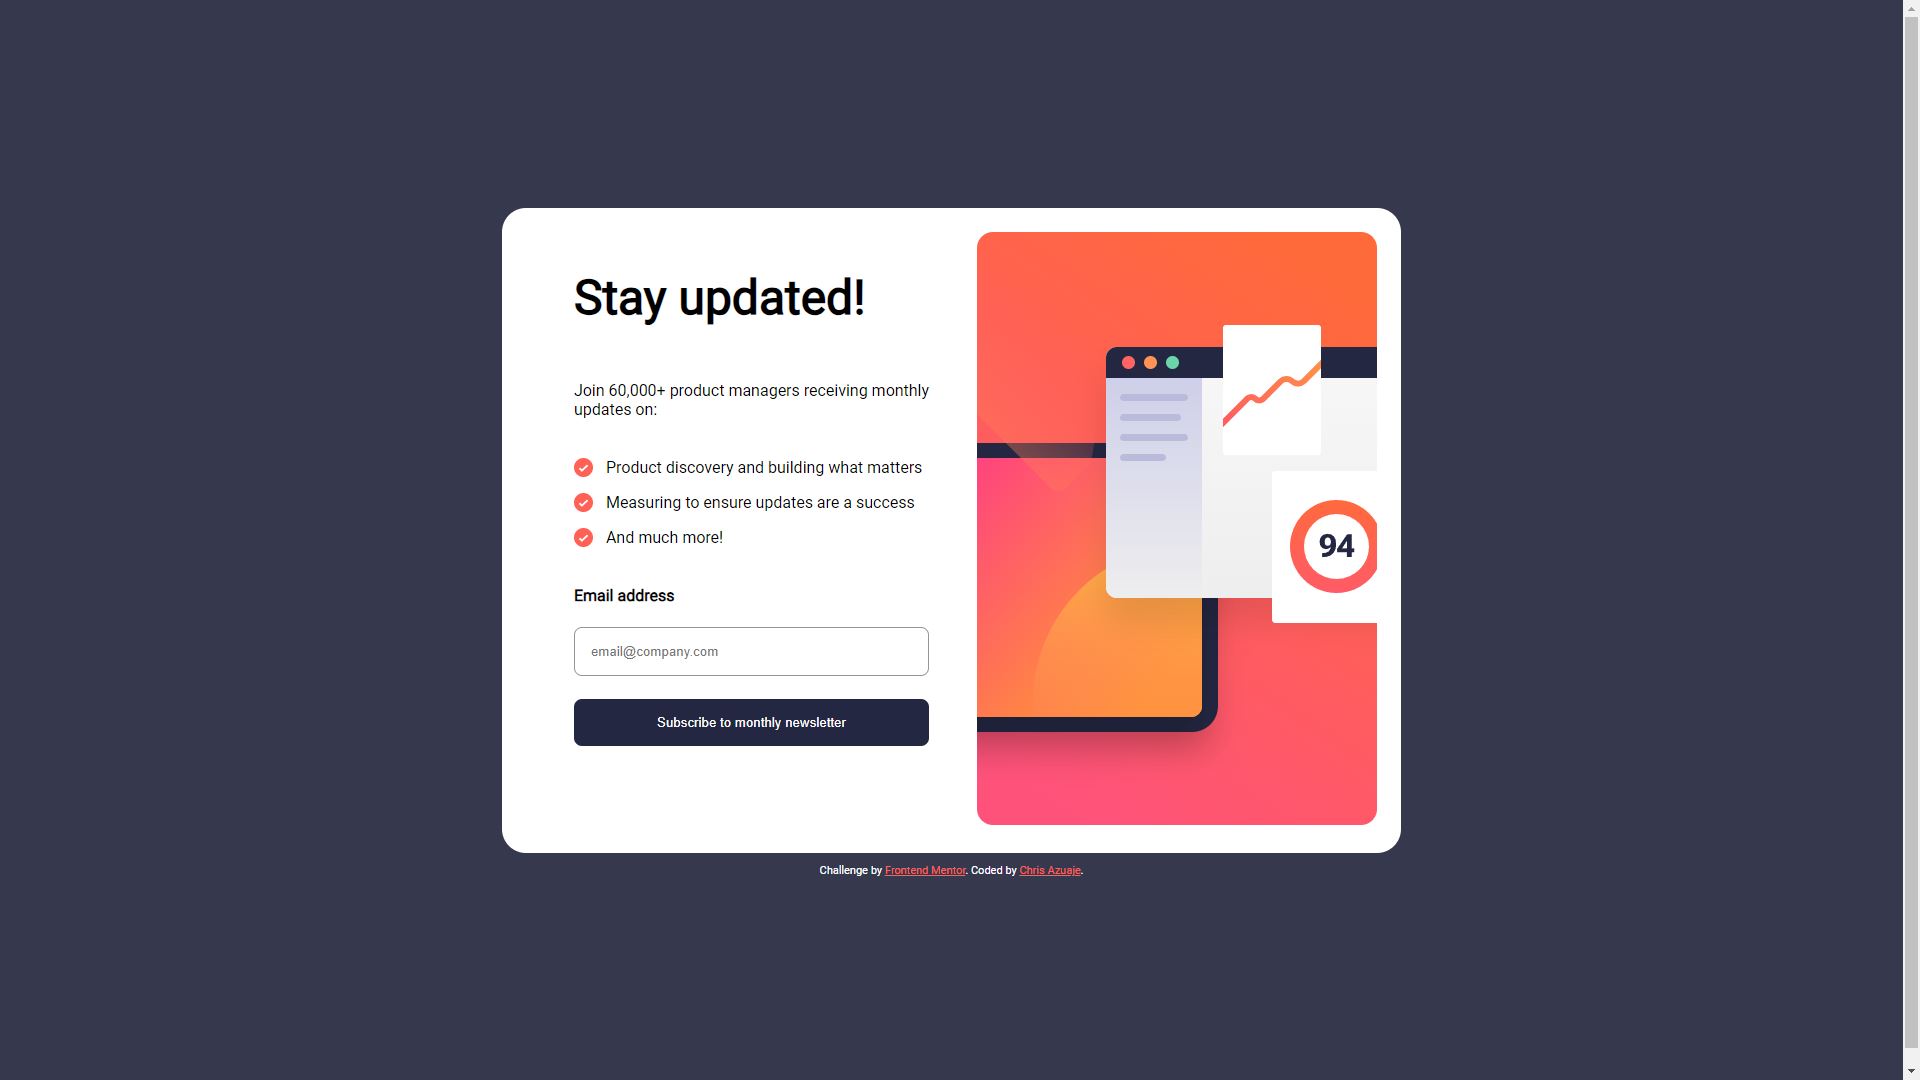 Stay updated!
Join 60,000+ product managers receiving monthly
updates on:
Product discovery and building what matters
Measuring to ensure updates are a success
And much more!
Email address
email@company.com
Subscribe to monthly newsletter
94
Challenge by Frontend Mentor. Coded by Chris Azuaje.